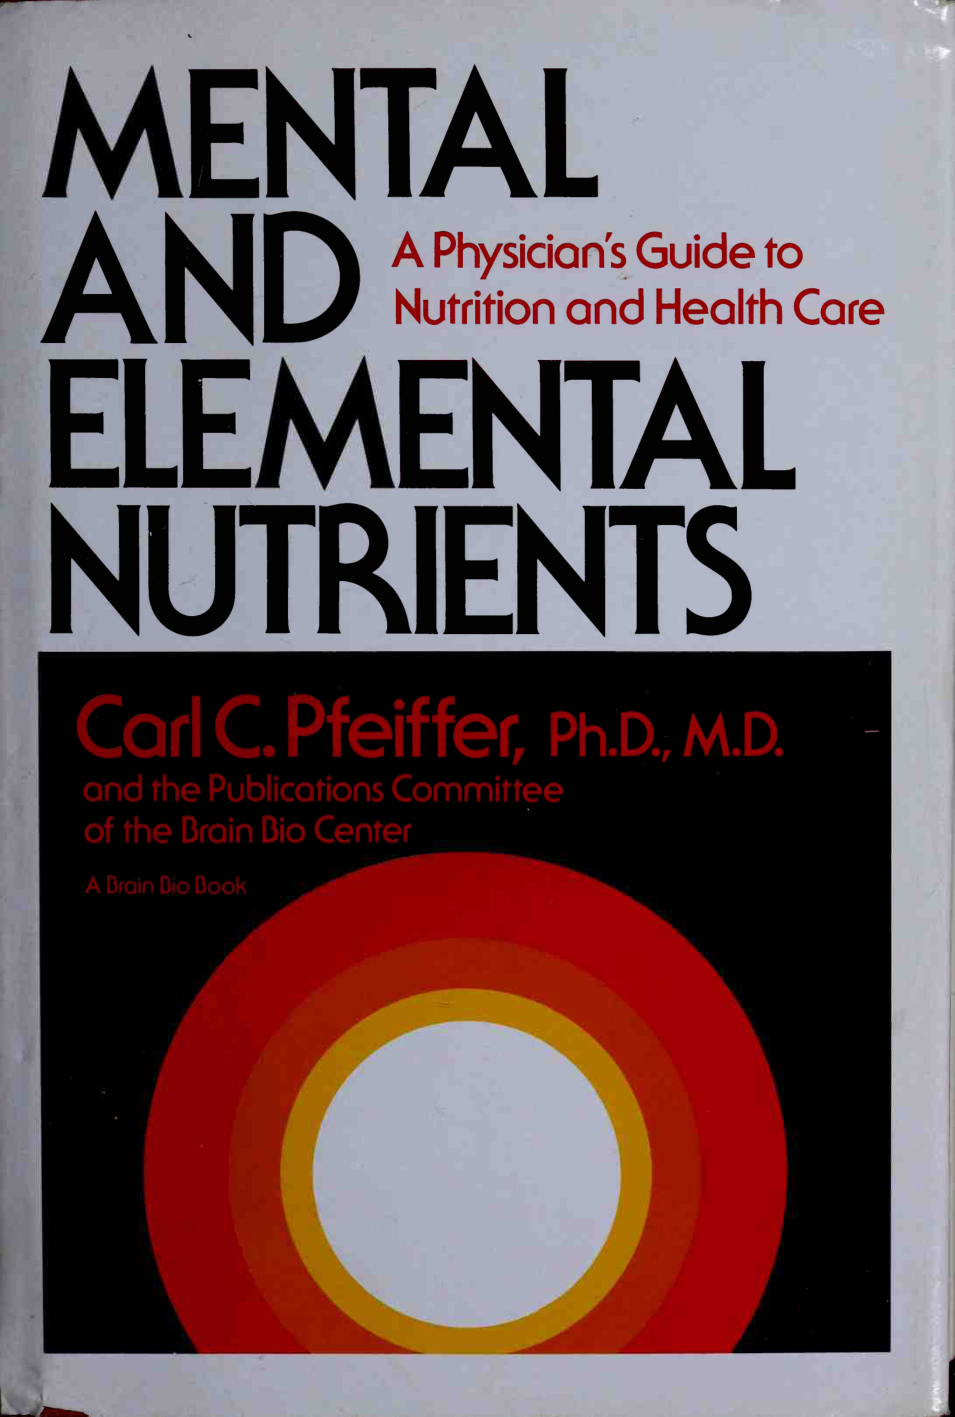 MENTAL
AND
A Physician's Guide to
Nutrition and Health Care
ELEMENTAL
NUTRIENTS
Carl C. Pfeiffer, Ph.D., M.D.
and the Publications Committee
of the Brain Bio Center
A Brain Bio Book